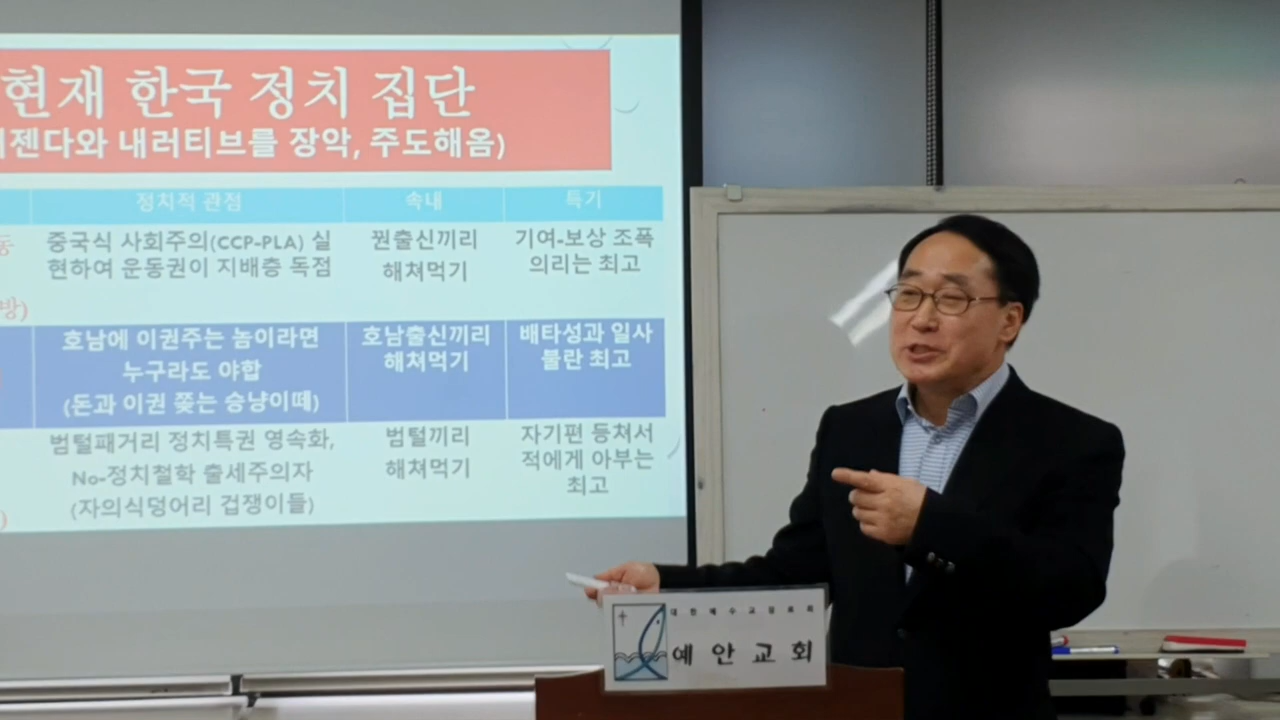 현재 한국 정치 집단
젠다와 내러티브를 장악, 주도해옴)
정치적 관점 속내 특기
동 중국식 사회주의(CCP-PLA) 실 꿘출신끼리 기여-보상 조폭
현하여 운동권이 지배층 독점 해쳐먹기 의리는 최고
방)
호남에 이권주는 놈이라면 호남출신끼리 배타성과 일사
누구라도 야합 해쳐먹기 불란 최고
(돈과 이권 쫒는 승냥이떼)
범털패거리 정치특권 영속화, 범털끼리 자기편 등쳐서
No-정치철학 출세주의자 해쳐먹기 적에게 아부는
(자의식덩어리 겁쟁이들) 최고
)
대한예수교장로회
예안교회